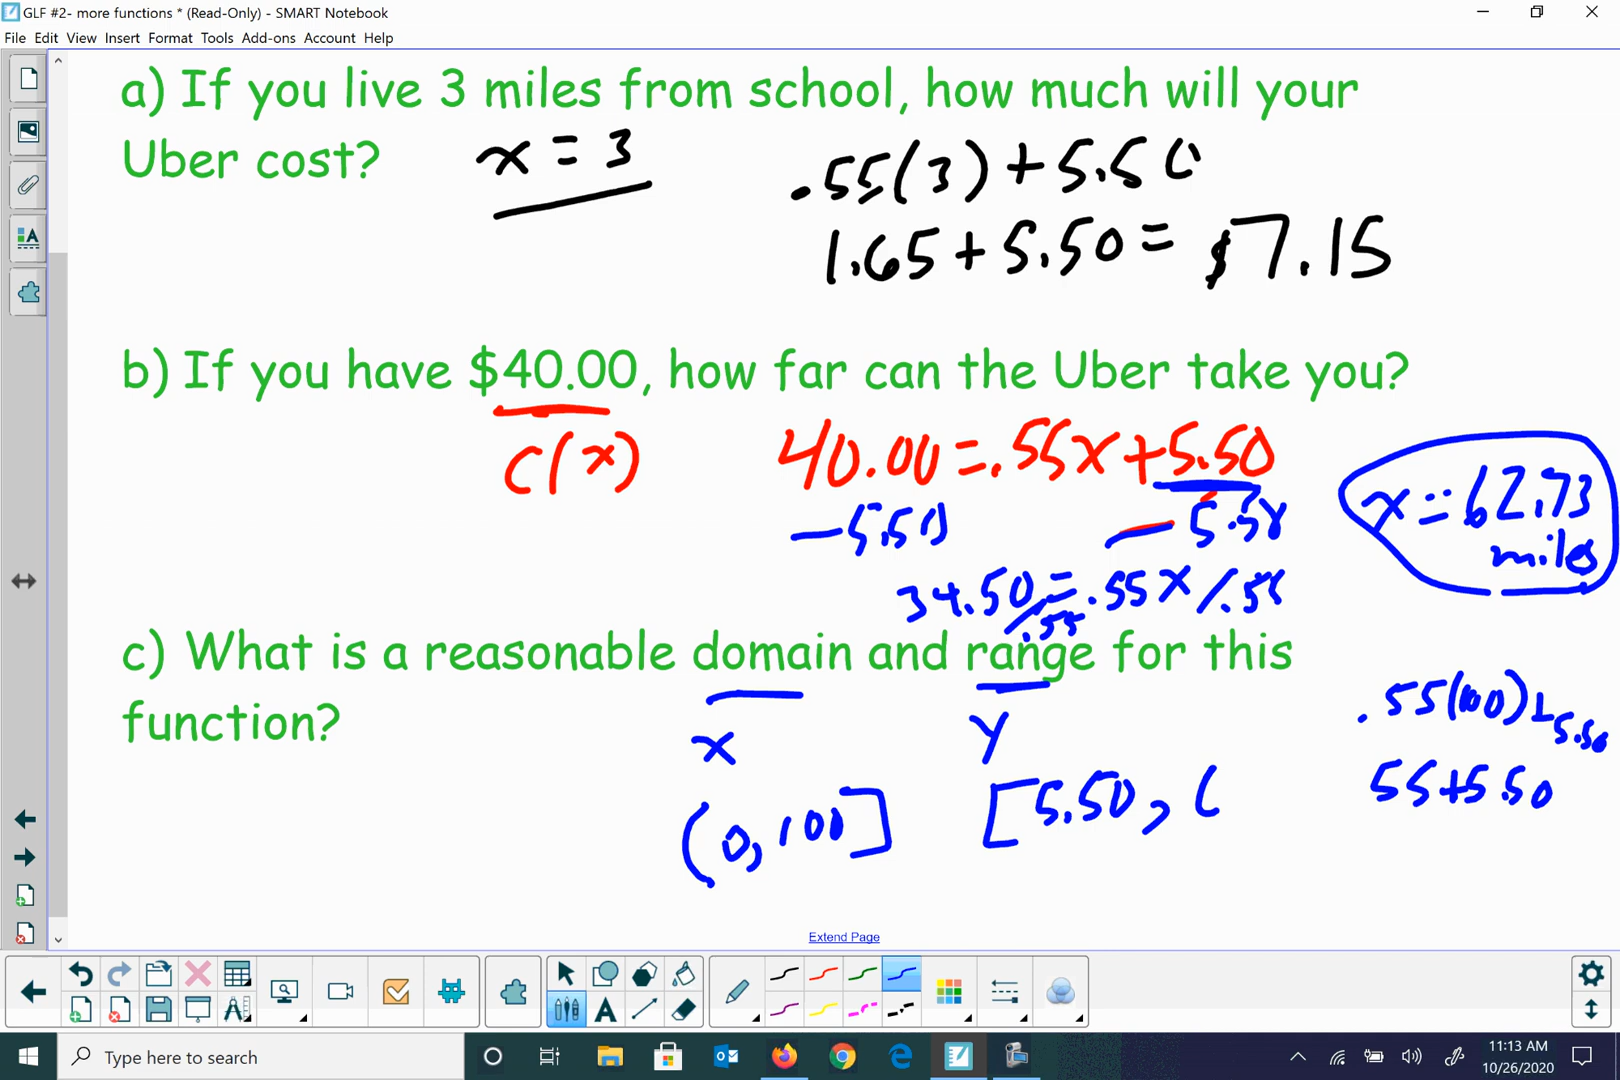 GLF #2- more functions * (Read-Only) - SMART Notebook
File Edit View Insert Format Tools Add-ons Account Help
a) If you live 3 miles from school, how much will your
Uber cost?
x = 3
.55(3) + 5.50
1.65 + 5.50 = $7.15
b) If you have $40.00, how far can the Uber take you?
C(x)
40.00 = .55x + 5.50
- 5.50 - 5.50
34.50 = .55x /.55
/.55
x = 62.73
miles
c) What is a reasonable domain and range for this
function?
x
y
(0, 100]
[5.50, (
.55(100) + 5.50
55 + 5.50
Extend Page
Type here to search
11:13 AM
10/26/2020